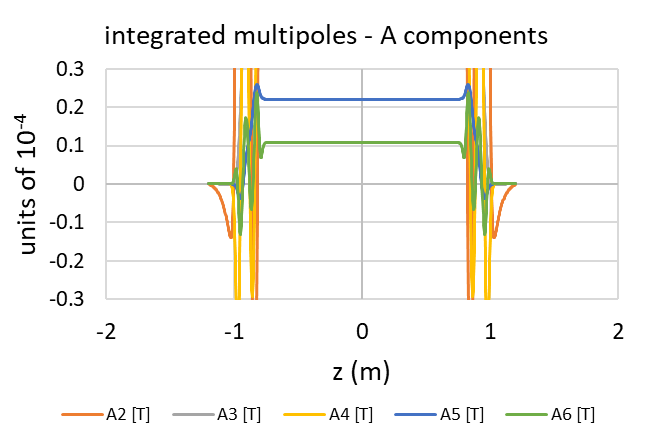 integrated multipoles - A components
units of 10⁻⁴
0.3
0.2
0.1
0
-0.1
-0.2
-0.3
-2 -1 0 1 2
z (m)
A2 [T] A3 [T] A4 [T] A5 [T] A6 [T]